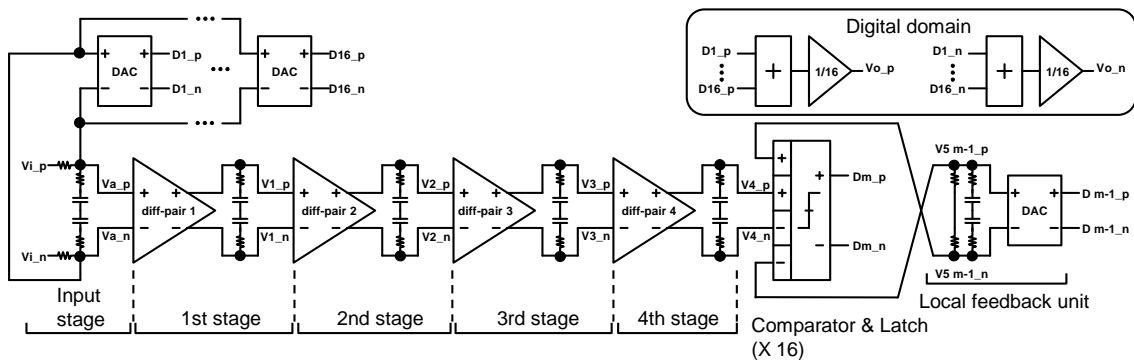 + + D1_p + + D16_p
DAC ... DAC
− − D1_n − − D16_n
...
...
...
Digital domain
D1_p
D16_p
+
1/16
Vo_p
D1_n
D16_n
+
1/16
Vo_n
Vi_p
Va_p
+ +
diff-pair 1
− −
Va_n
Vi_n
V1_p
V1_n
+ +
diff-pair 2
− −
V2_p
V2_n
+ +
diff-pair 3
− −
V3_p
V3_n
+ +
diff-pair 4
− −
V4_p
V4_n
+
+
−
−
+
−
Dm_p
Dm_n
V5 m-1_p
V5 m-1_n
+ +
DAC
− −
D m-1_p
D m-1_n
Local feedback unit
Input
stage
1st stage
2nd stage
3rd stage
4th stage
Comparator & Latch
(X 16)